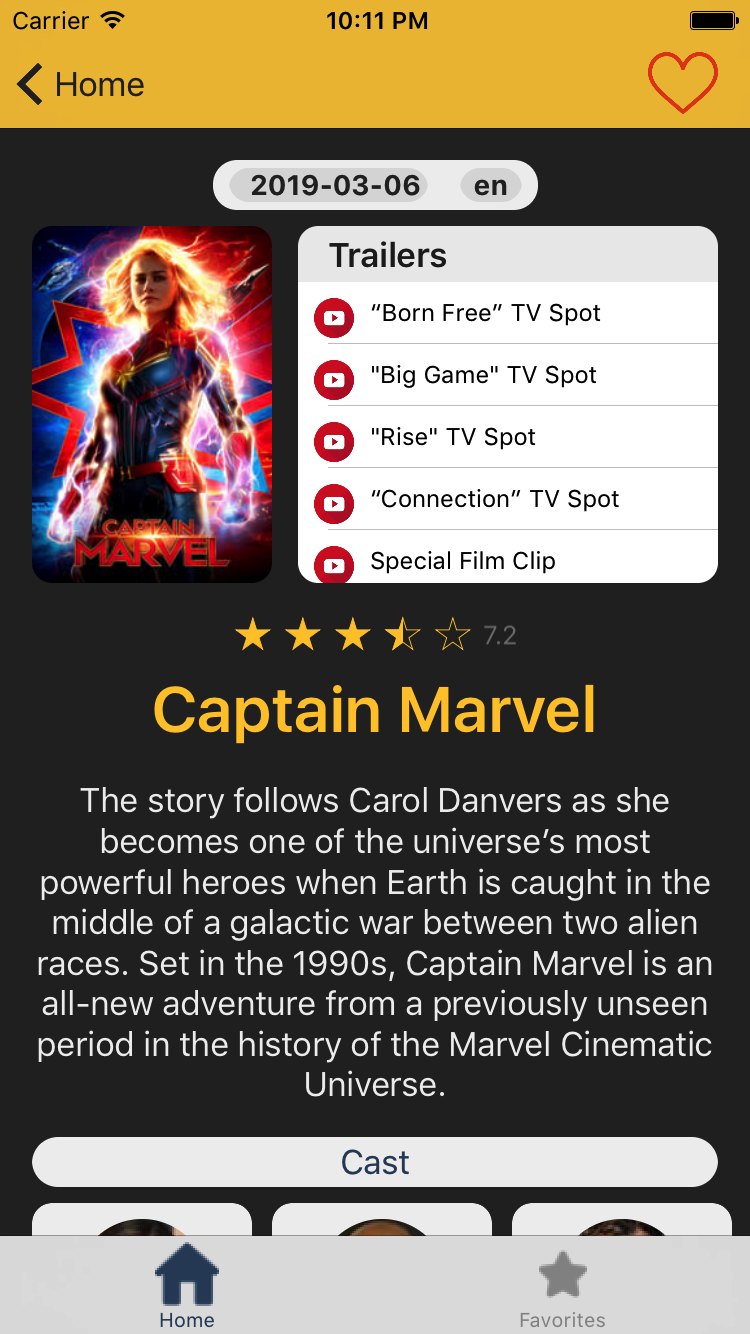 Carrier 10:11 PM
Home
2019-03-06 en
Trailers
“Born Free” TV Spot
"Big Game" TV Spot
"Rise" TV Spot
“Connection” TV Spot
Special Film Clip
CAPTAIN
MARVEL
7.2
Captain Marvel
The story follows Carol Danvers as she
becomes one of the universe’s most
powerful heroes when Earth is caught in the
middle of a galactic war between two alien
races. Set in the 1990s, Captain Marvel is an
all-new adventure from a previously unseen
period in the history of the Marvel Cinematic
Universe.
Cast
Home Favorites